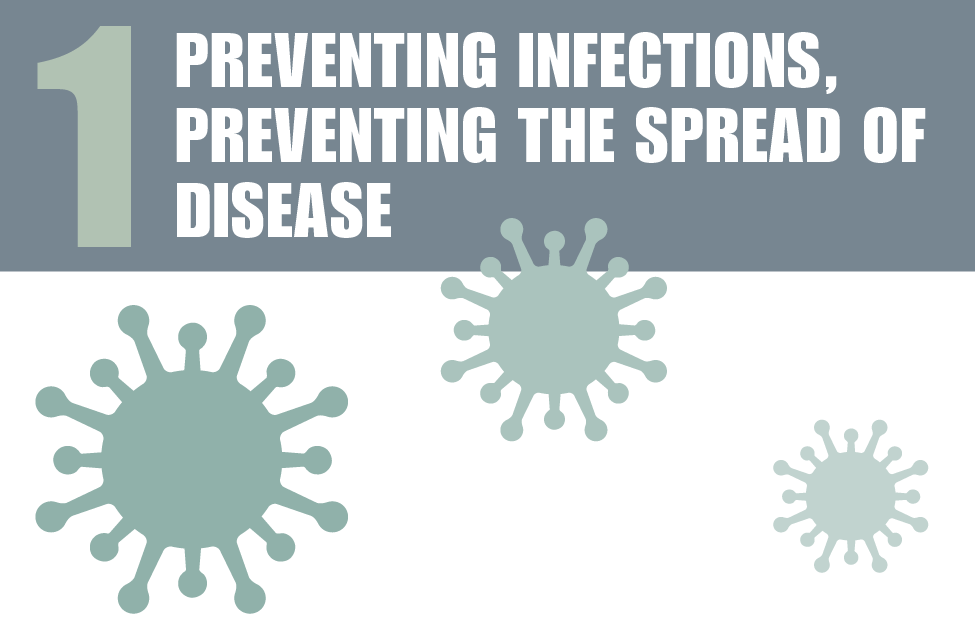 1
PREVENTING INFECTIONS,
PREVENTING THE SPREAD OF
DISEASE